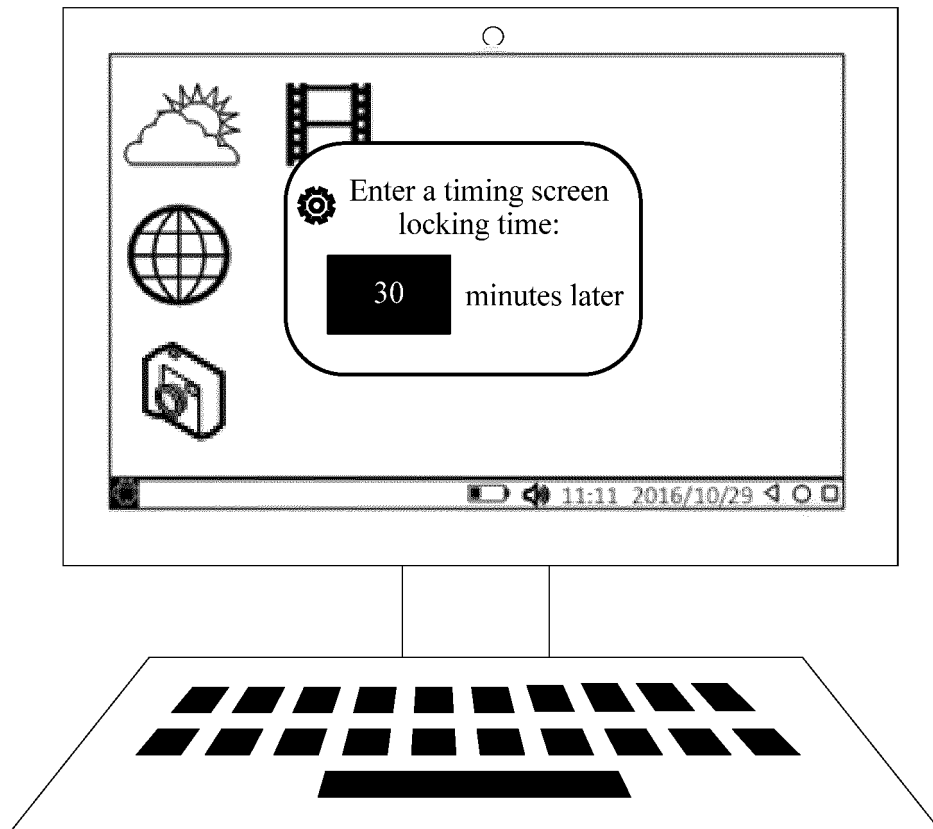 Enter a timing screen
locking time:
30 minutes later
11:11 2016/10/29